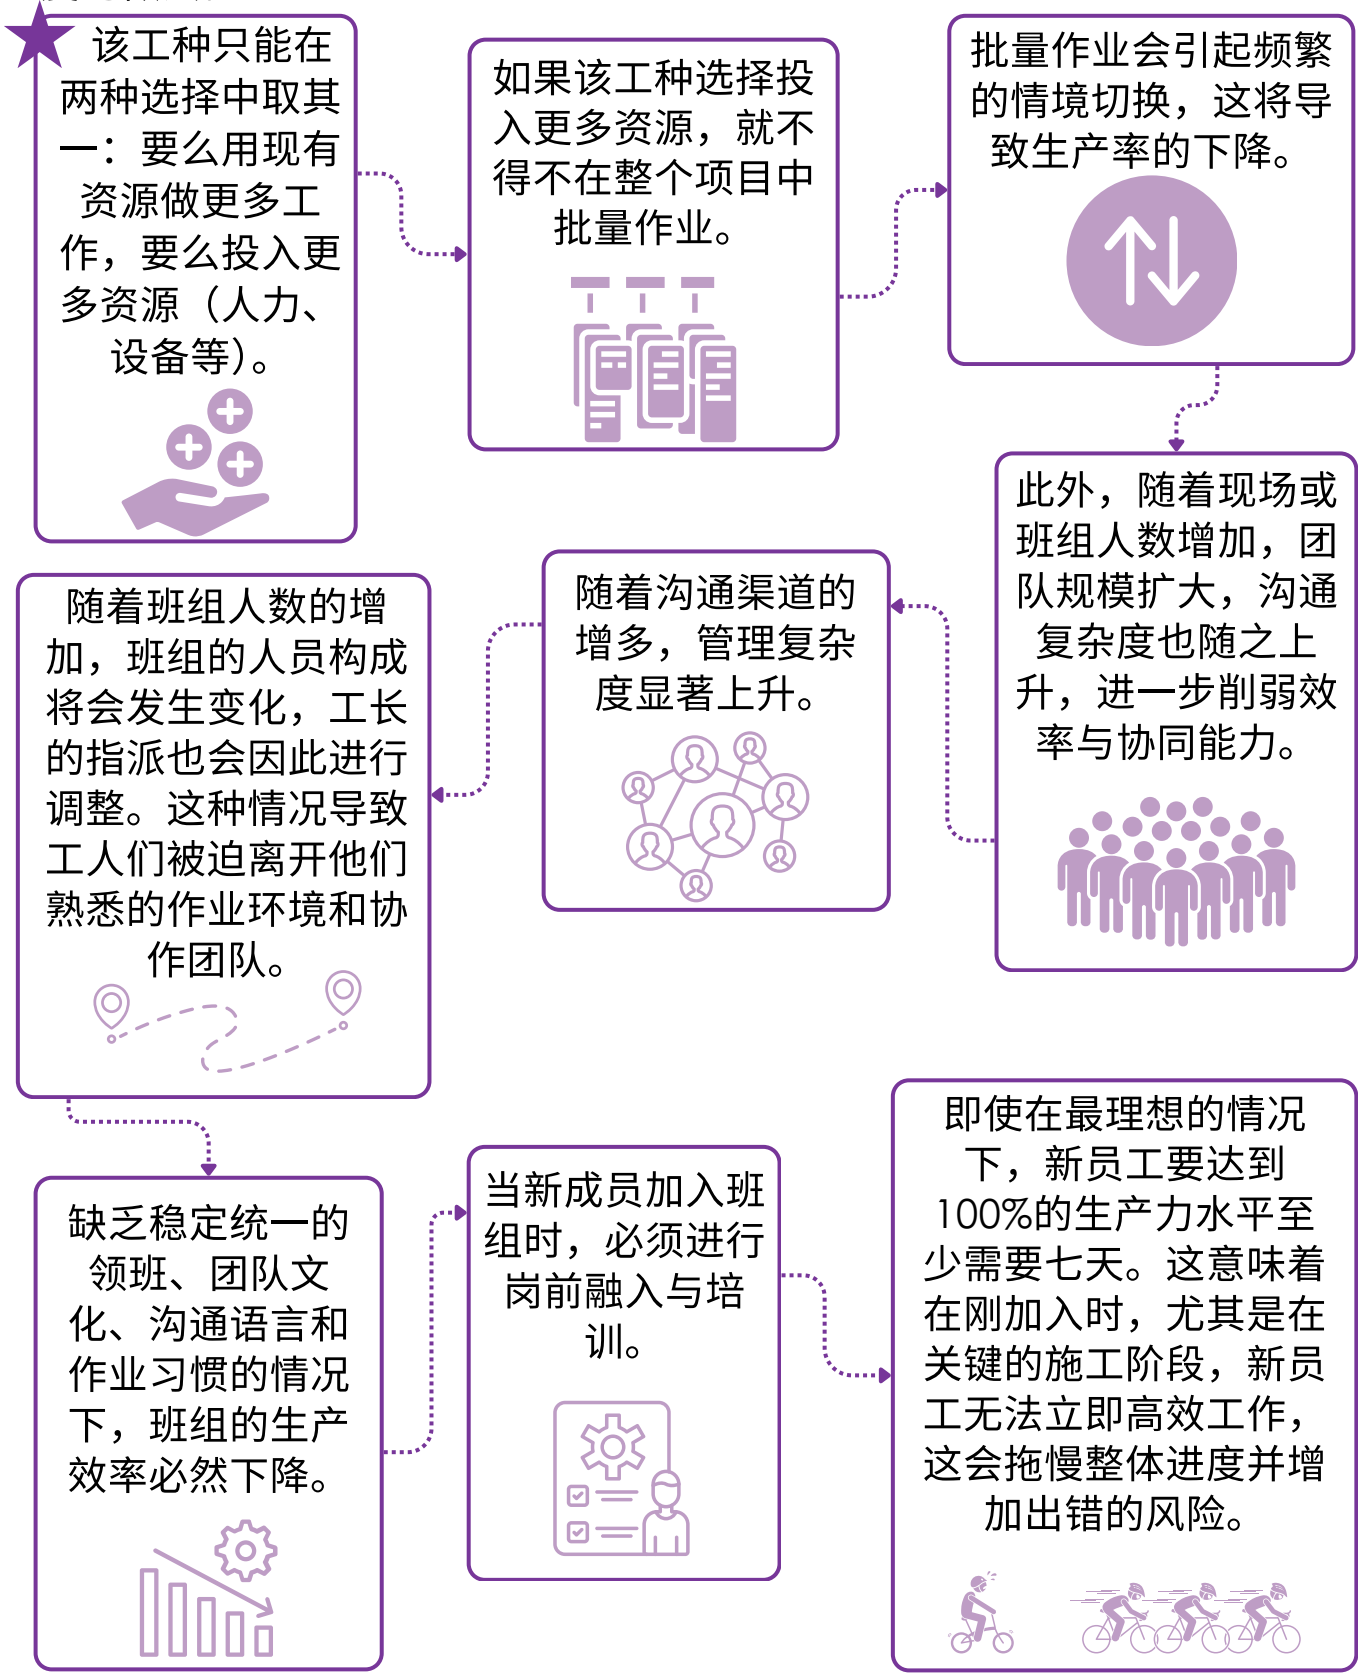 该工种只能在
两种选择中取其
一：要么用现有
资源做更多工
作，要么投入更
多资源（人力、
设备等）。
如果该工种选择投
入更多资源，就不
得不在整个项目中
批量作业。
批量作业会引起频繁
的情境切换，这将导
致生产率的下降。
此外，随着现场或
班组人数增加，团
队规模扩大，沟通
复杂度也随之上
升，进一步削弱效
率与协同能力。
随着沟通渠道的
增多，管理复杂
度显著上升。
随着班组人数的增
加，班组的人员构成
将会发生变化，工长
的指派也会因此进行
调整。这种情况导致
工人们被迫离开他们
熟悉的作业环境和协
作团队。
缺乏稳定统一的
领班、团队文
化、沟通语言和
作业习惯的情况
下，班组的生产
效率必然下降。
当新成员加入班
组时，必须进行
岗前融入与培
训。
即使在最理想的情况
下，新员工要达到
100%的生产力水平至
少需要七天。这意味着
在刚加入时，尤其是在
关键的施工阶段，新员
工无法立即高效工作，
这会拖慢整体进度并增
加出错的风险。